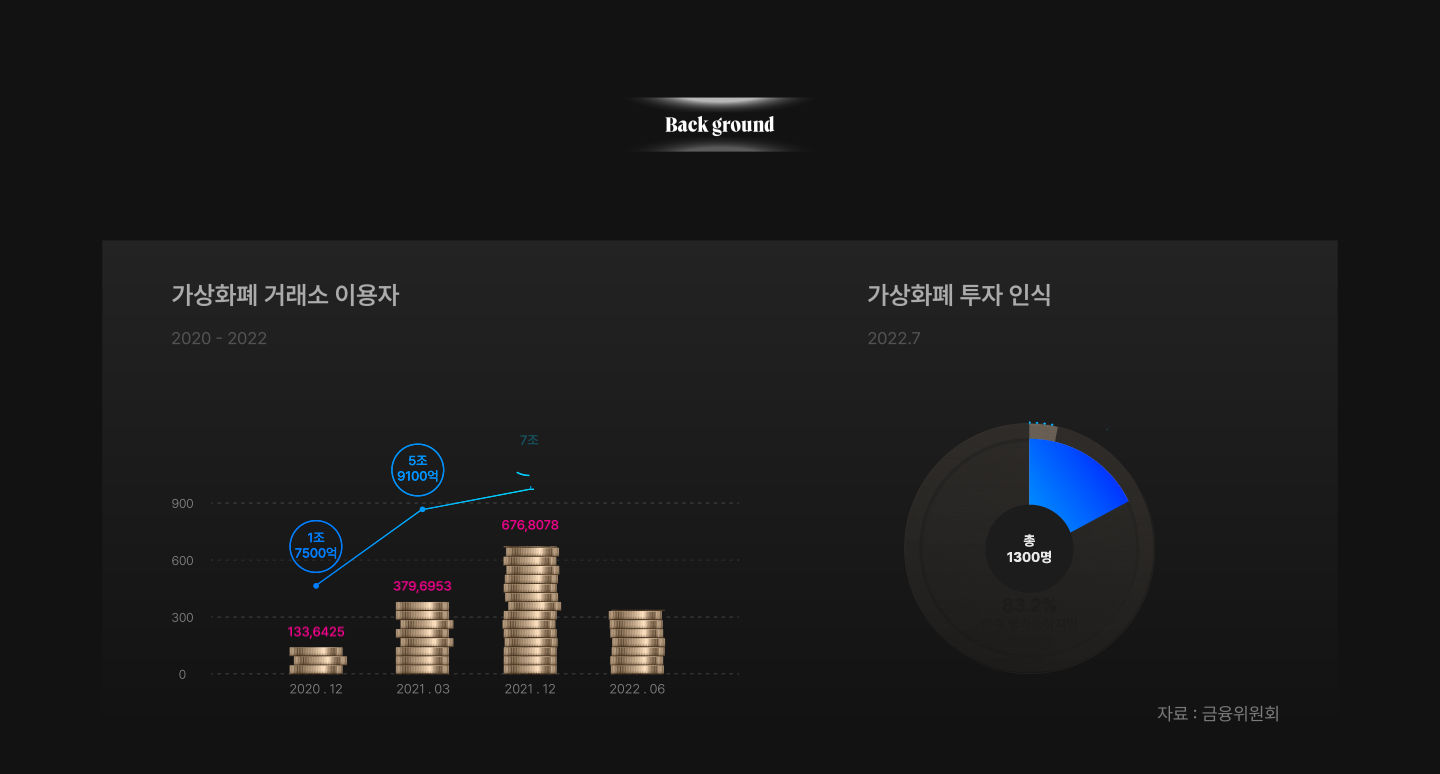 Back ground
가상화폐 거래소 이용자
2020 - 2022
7조
5조
9100억
1조
7500억
900
600
300
0
133,6425
379,6953
676,8078
2020 . 12
2021 . 03
2021 . 12
2022 . 06
가상화폐 투자 인식
2022.7
총
1300명
83.2%
자료 : 금융위원회